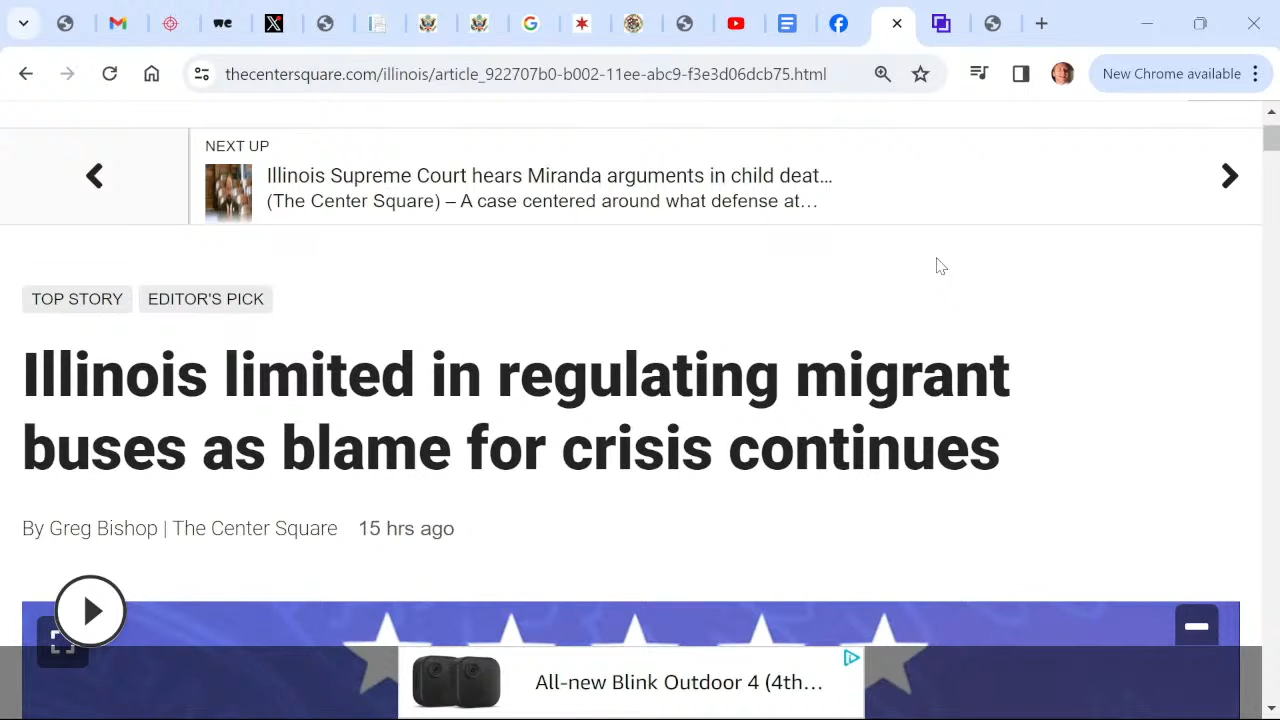 we
thecentersquare.com/illinois/article_922707b0-b002-11ee-abc9-f3e3d06dcb75.html
New Chrome available
NEXT UP
Illinois Supreme Court hears Miranda arguments in child deat...
(The Center Square) – A case centered around what defense at...
TOP STORY EDITOR'S PICK
Illinois limited in regulating migrant
buses as blame for crisis continues
By Greg Bishop | The Center Square 15 hrs ago
All-new Blink Outdoor 4 (4th...